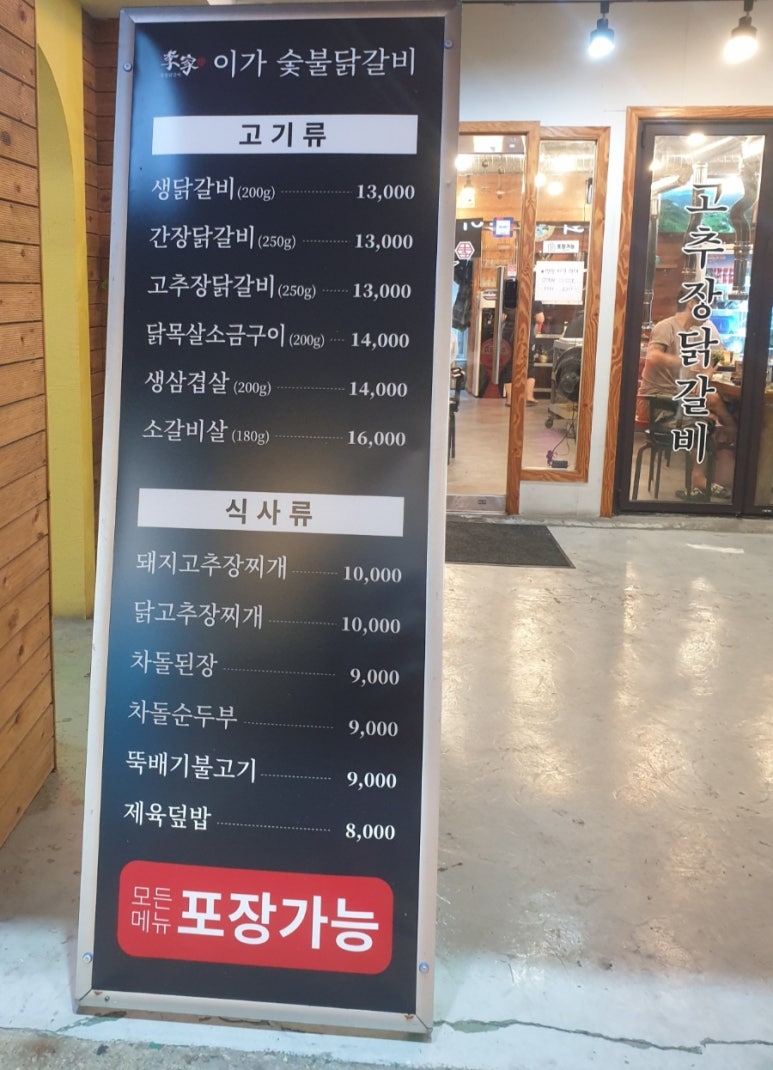 李家 이가 숯불닭갈비
고기류
생닭갈비(200g) 13,000
간장닭갈비(250g) 13,000
고추장닭갈비(250g) 13,000
닭목살소금구이(200g) 14,000
생삼겹살(200g) 14,000
소갈비살(180g) 16,000
식사류
돼지고추장찌개 10,000
닭고추장찌개 10,000
차돌된장 9,000
차돌순두부 9,000
뚝배기불고기 9,000
제육덮밥 8,000
모든
메뉴 포장가능
고추장닭갈비